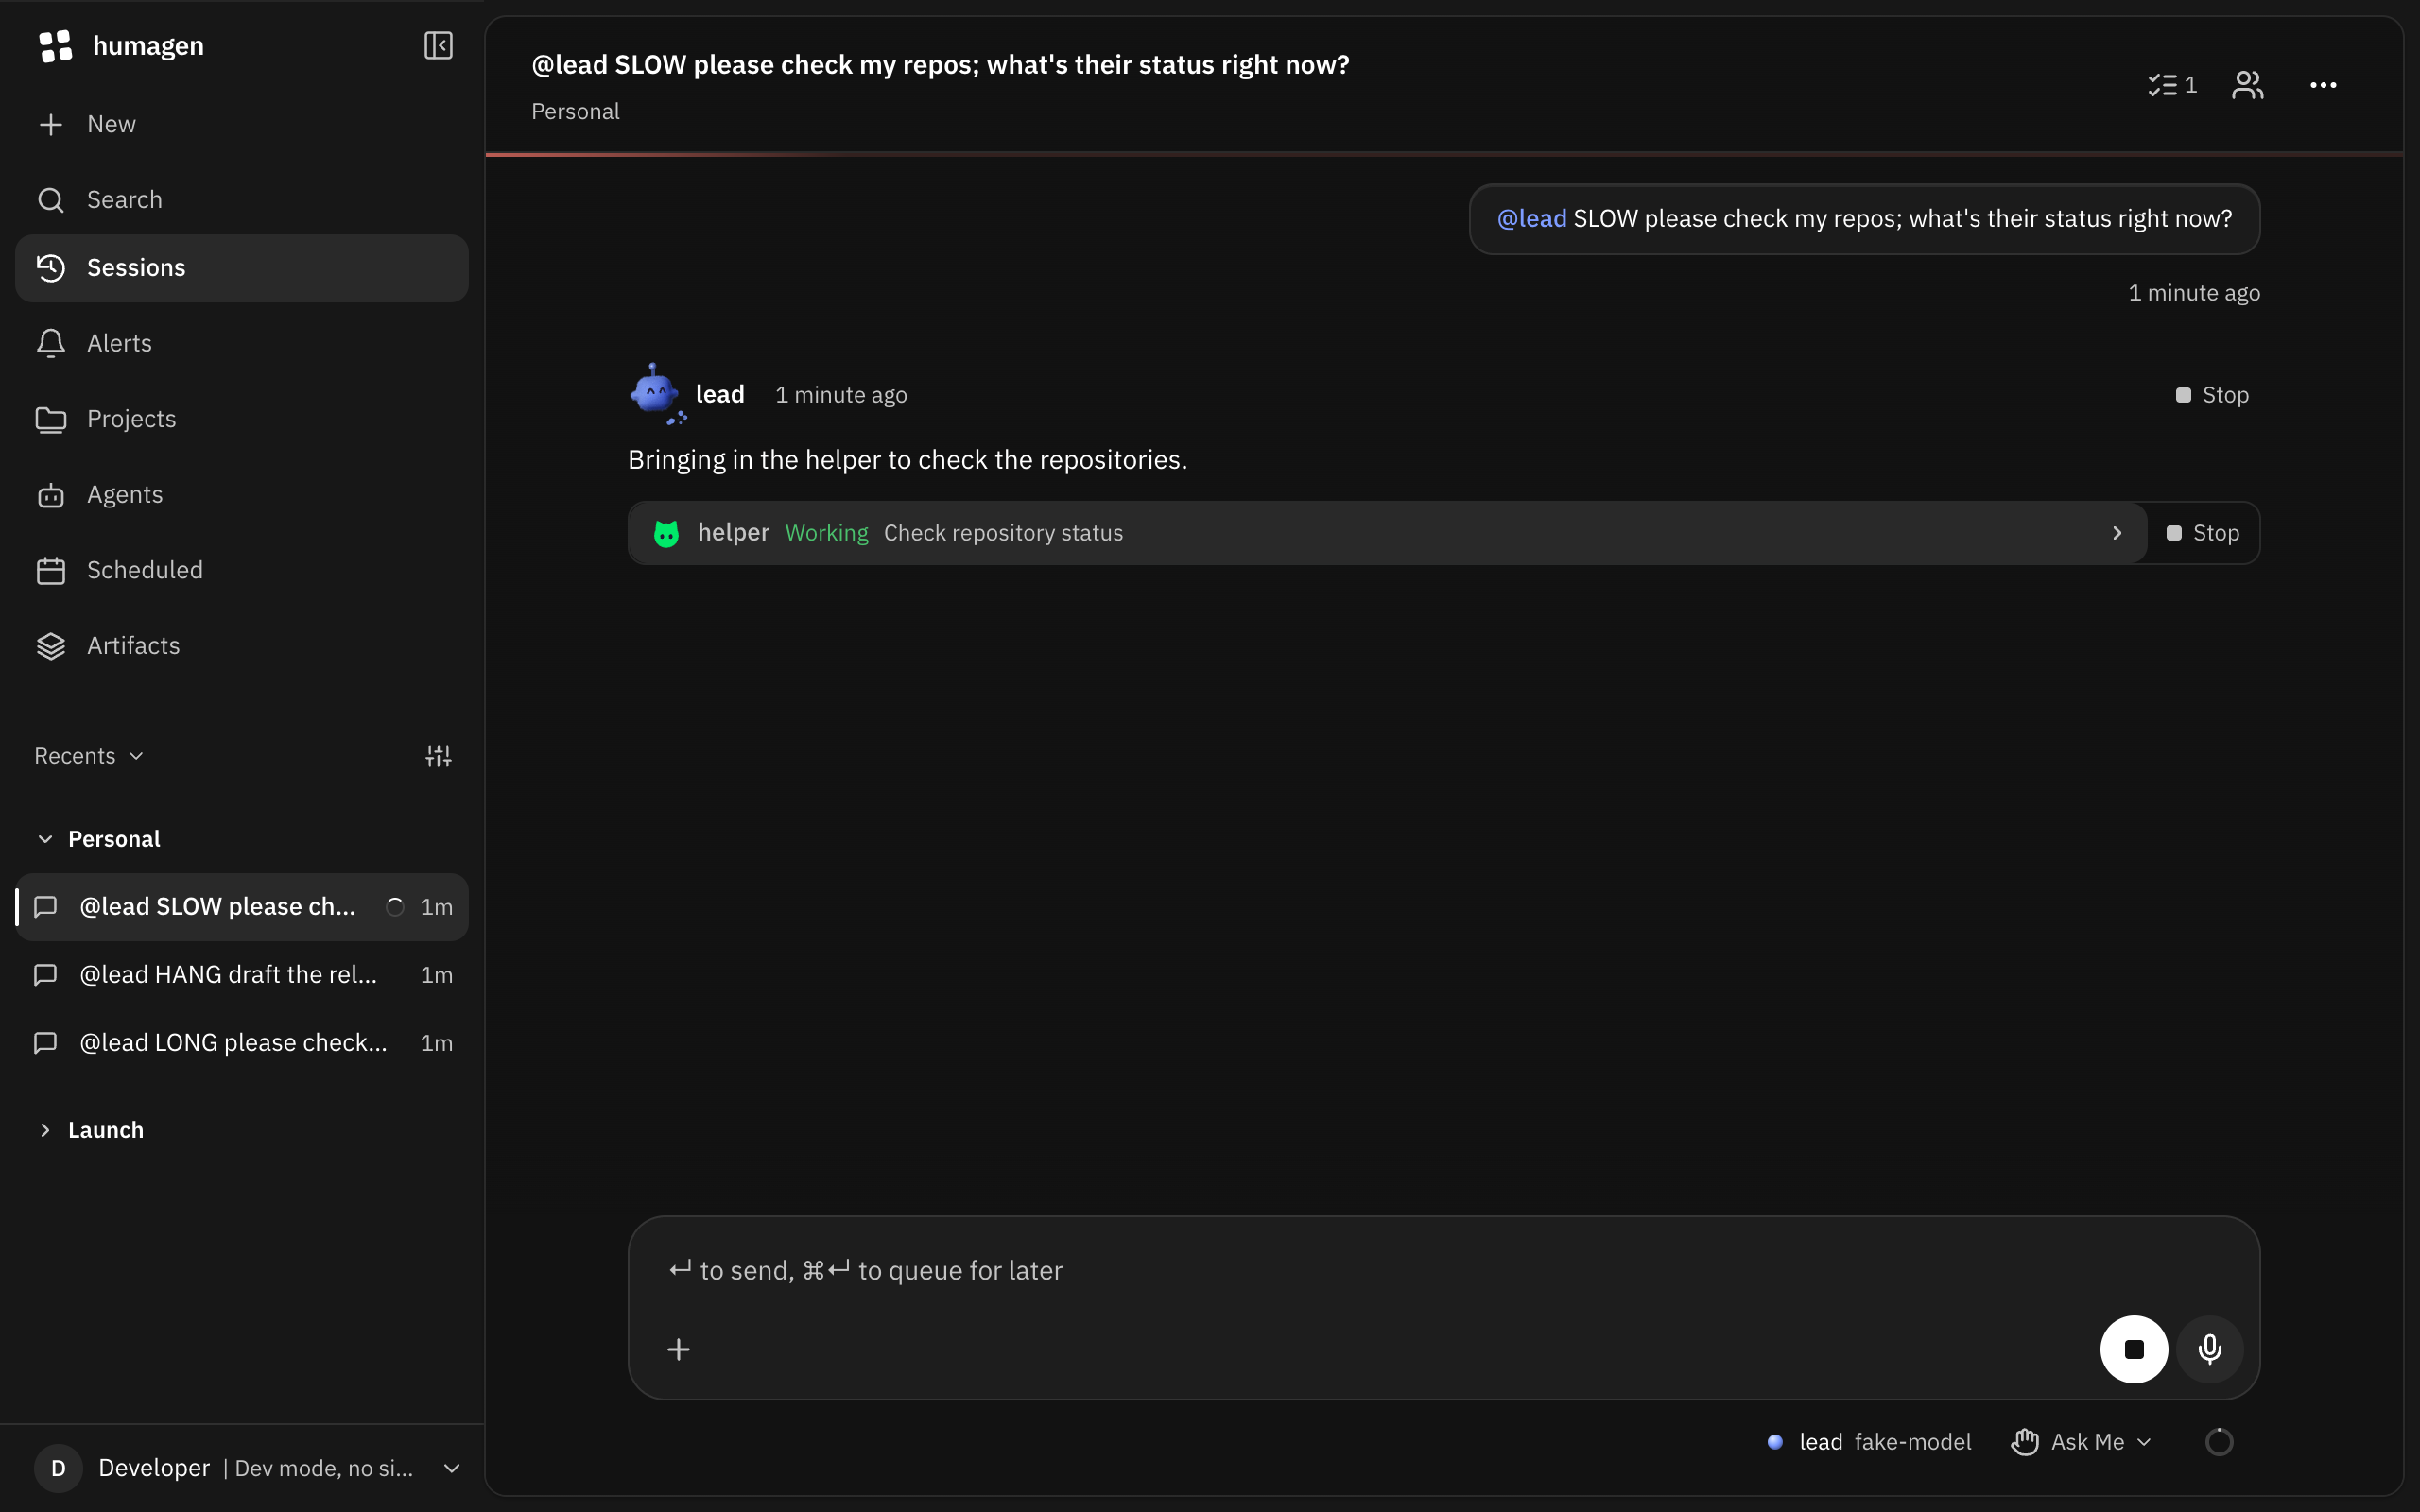 humagen
New
Search
Sessions
Alerts
Projects
Agents
Scheduled
Artifacts
Recents
Personal
@lead SLOW please ch... 1m
@lead HANG draft the rel... 1m
@lead LONG please check... 1m
Launch
D Developer | Dev mode, no si...
@lead SLOW please check my repos; what's their status right now?
Personal
1
@lead SLOW please check my repos; what's their status right now?
1 minute ago
lead 1 minute ago Stop
Bringing in the helper to check the repositories.
helper Working Check repository status Stop
↵ to send, ⌘↵ to queue for later
lead fake-model Ask Me